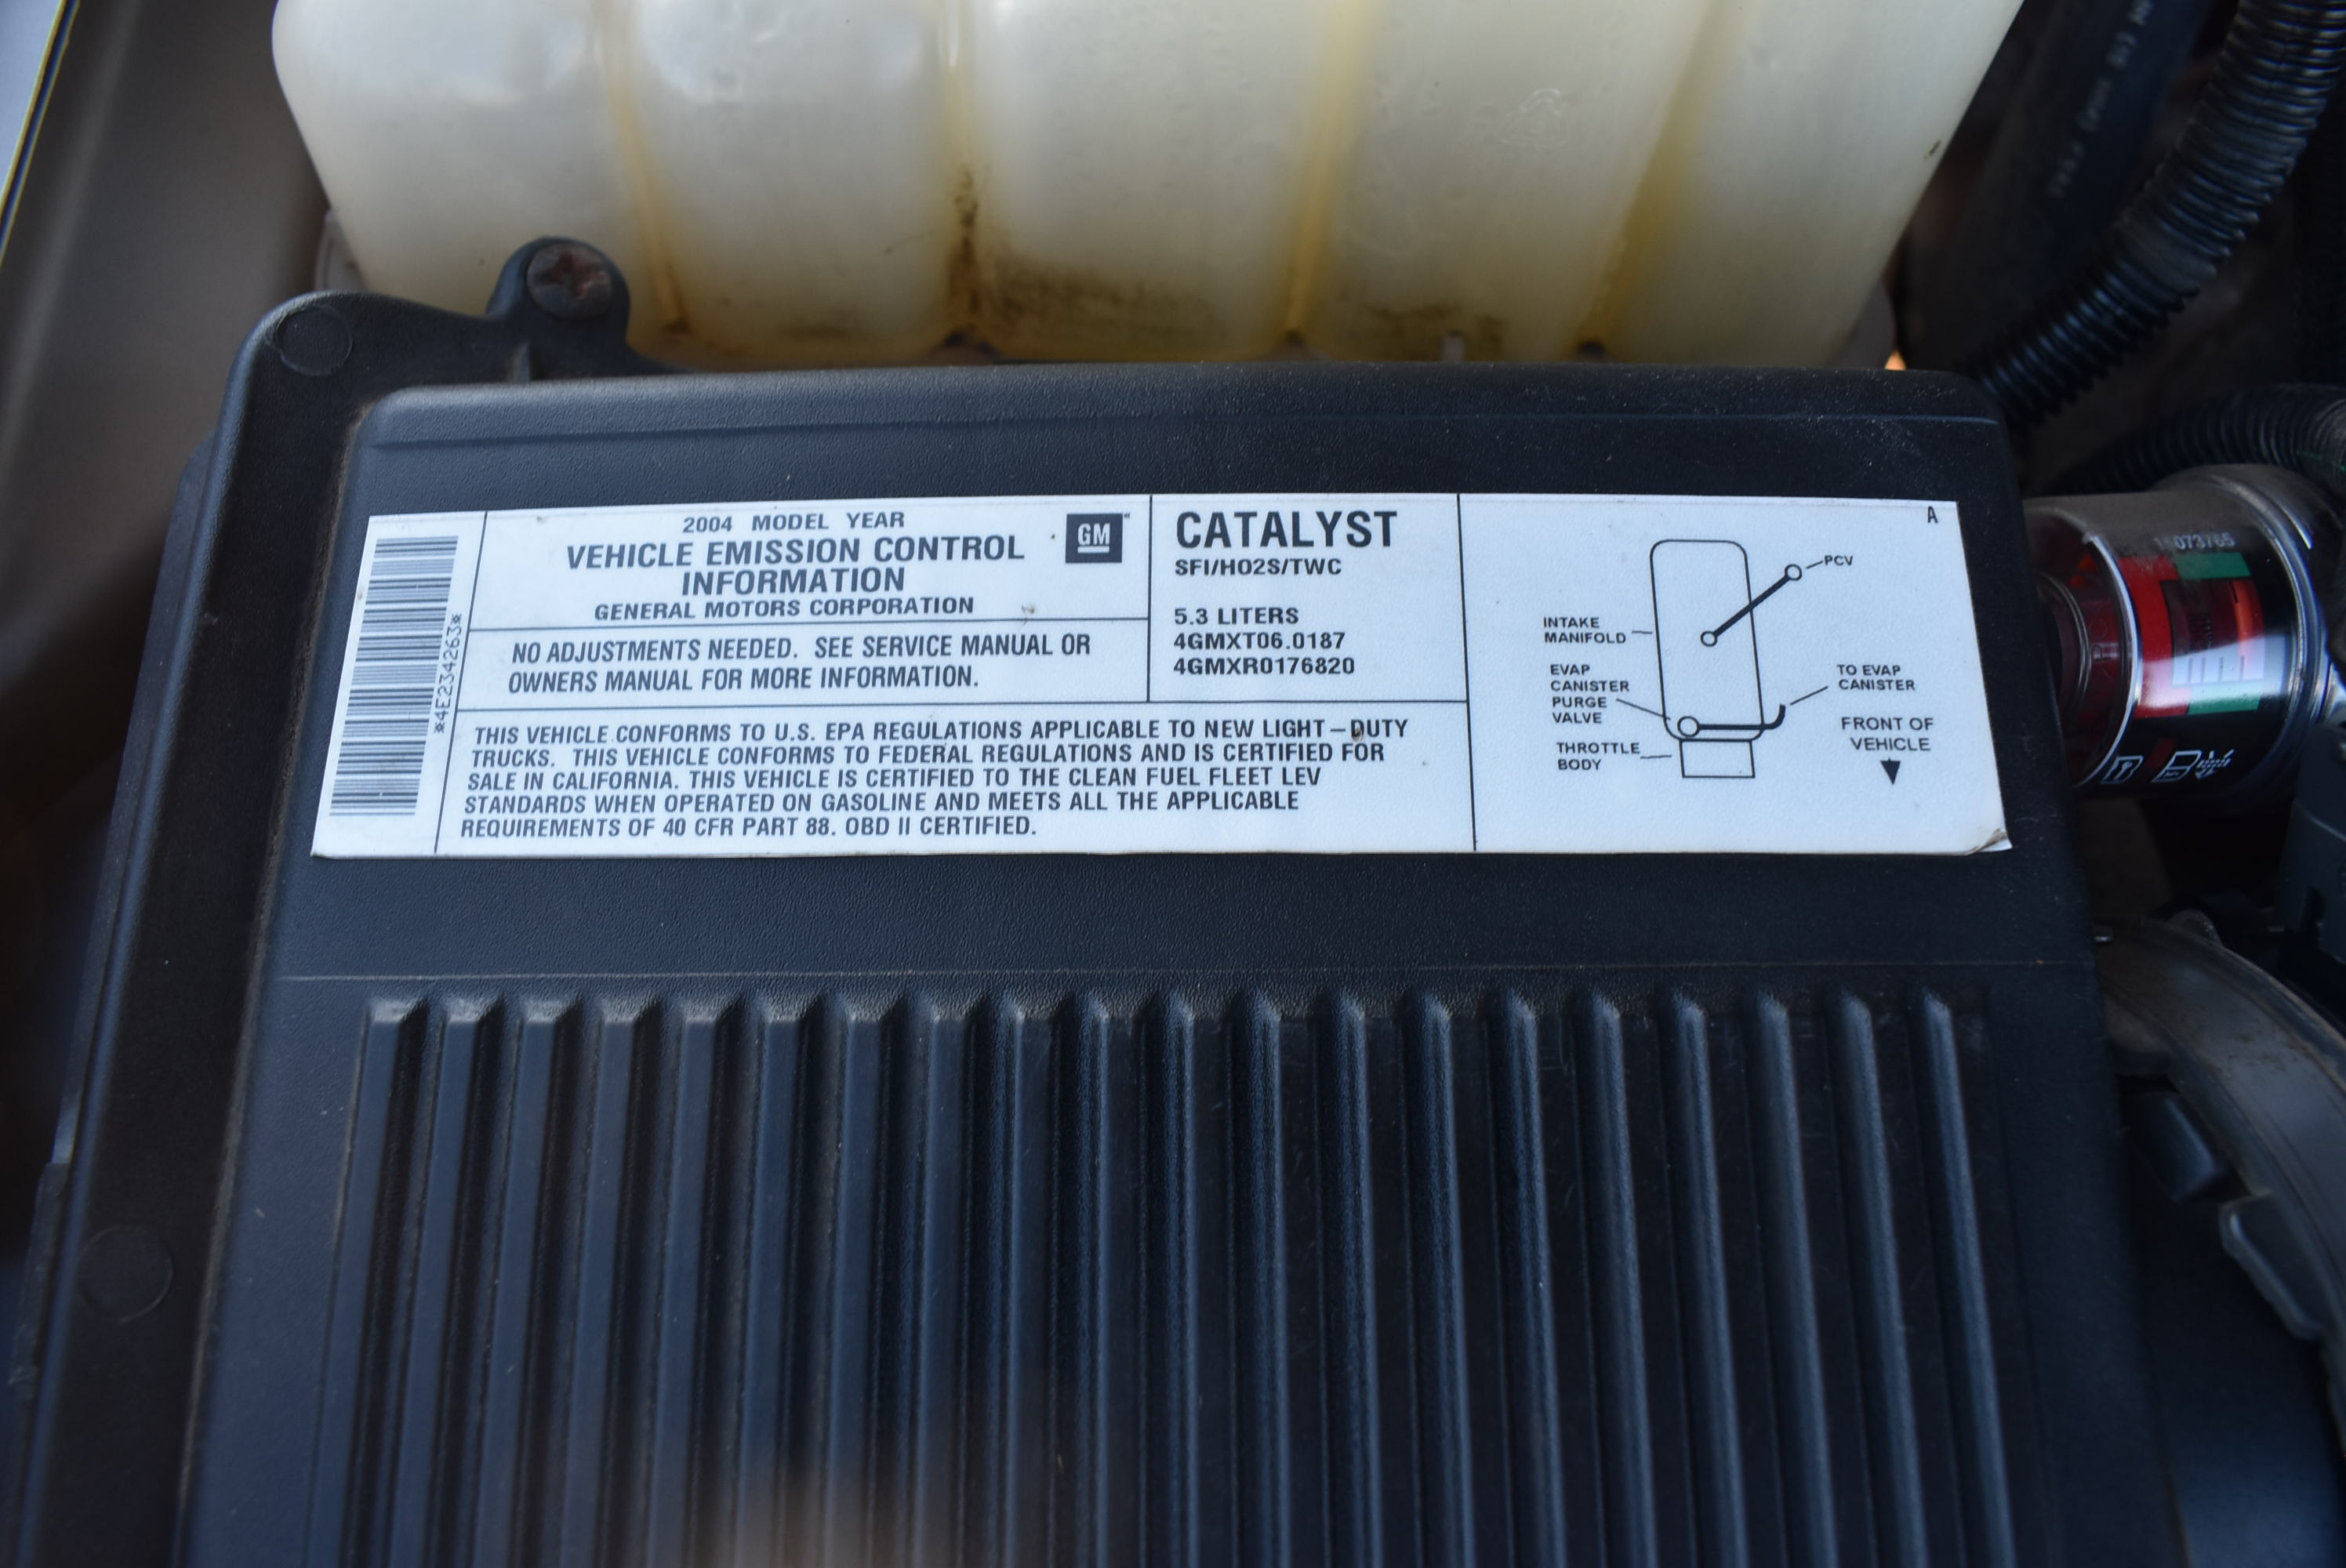 2004 MODEL YEAR
VEHICLE EMISSION CONTROL
INFORMATION
GENERAL MOTORS CORPORATION
GM
NO ADJUSTMENTS NEEDED. SEE SERVICE MANUAL OR
OWNERS MANUAL FOR MORE INFORMATION.
*4E234263*
THIS VEHICLE CONFORMS TO U.S. EPA REGULATIONS APPLICABLE TO NEW LIGHT-DUTY
TRUCKS. THIS VEHICLE CONFORMS TO FEDERAL REGULATIONS AND IS CERTIFIED FOR
SALE IN CALIFORNIA. THIS VEHICLE IS CERTIFIED TO THE CLEAN FUEL FLEET LEV
STANDARDS WHEN OPERATED ON GASOLINE AND MEETS ALL THE APPLICABLE
REQUIREMENTS OF 40 CFR PART 88. OBD II CERTIFIED.
CATALYST
SFI/HO2S/TWC
5.3 LITERS
4GMXT06.0187
4GMXR0176820
A
PCV
INTAKE
MANIFOLD
EVAP
CANISTER
PURGE
VALVE
THROTTLE
BODY
TO EVAP
CANISTER
FRONT OF
VEHICLE
15073765